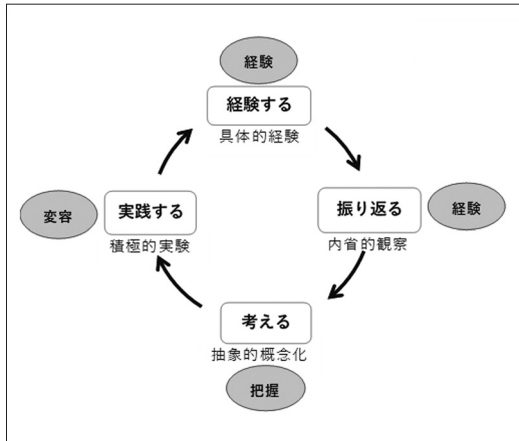 経験
経験する
具体的経験
振り返る
経験
内省的観察
考える
抽象的概念化
把握
変容
実践する
積極的実験